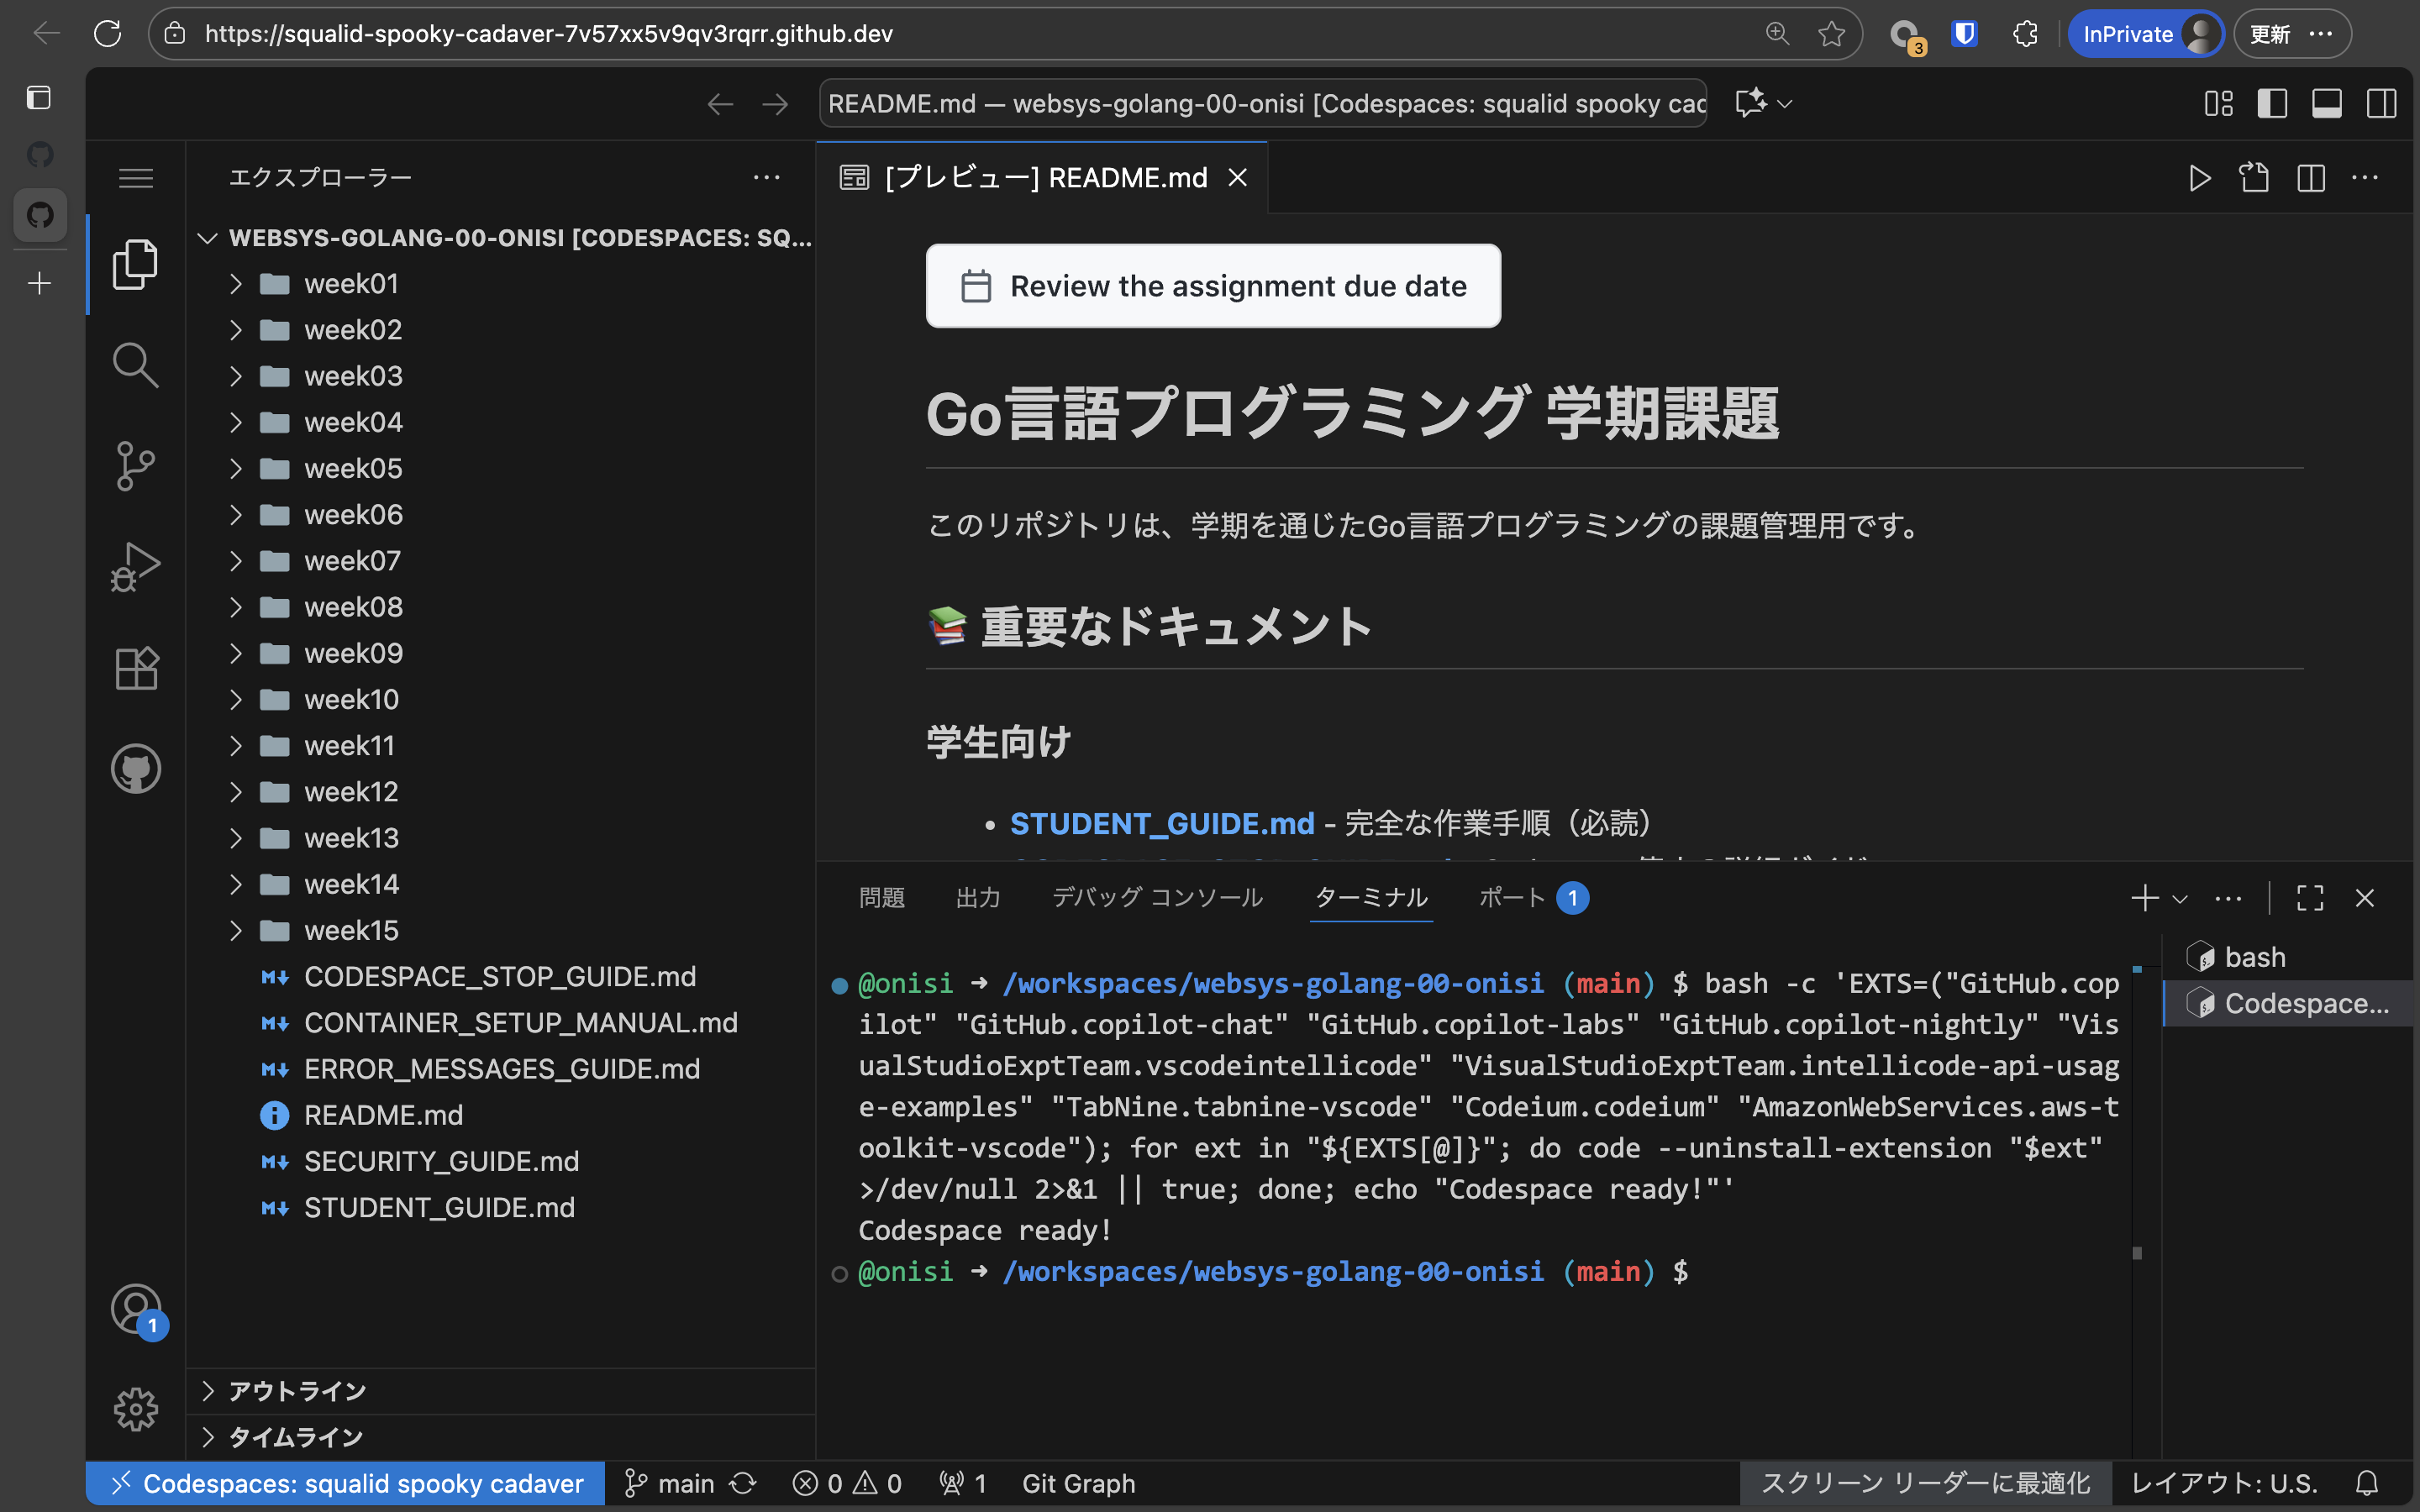 https://squalid-spooky-cadaver-7v57xx5v9qv3rqrr.github.dev
3
InPrivate
更新
README.md — websys-golang-00-onisi [Codespaces: squalid spooky cad
エクスプローラー
[プレビュー] README.md
WEBSYS-GOLANG-00-ONISI [CODESPACES: SQ...
week01
week02
week03
week04
week05
week06
week07
week08
week09
week10
week11
week12
week13
week14
week15
CODESPACE_STOP_GUIDE.md
CONTAINER_SETUP_MANUAL.md
ERROR_MESSAGES_GUIDE.md
README.md
SECURITY_GUIDE.md
STUDENT_GUIDE.md
1
アウトライン
タイムライン
Review the assignment due date
Go言語プログラミング 学期課題
このリポジトリは、学期を通じたGo言語プログラミングの課題管理用です。
📚 重要なドキュメント
学生向け
• STUDENT_GUIDE.md - 完全な作業手順（必読）
問題 出力 デバッグ コンソール ターミナル ポート 1
@onisi ➜ /workspaces/websys-golang-00-onisi (main) $ bash -c 'EXTS=("GitHub.cop
ilot" "GitHub.copilot-chat" "GitHub.copilot-labs" "GitHub.copilot-nightly" "Vis
ualStudioExptTeam.vscodeintellicode" "VisualStudioExptTeam.intellicode-api-usag
e-examples" "TabNine.tabnine-vscode" "Codeium.codeium" "AmazonWebServices.aws-t
oolkit-vscode"); for ext in "${EXTS[@]}"; do code --uninstall-extension "$ext"
>/dev/null 2>&1 || true; done; echo "Codespace ready!"'
Codespace ready!
@onisi ➜ /workspaces/websys-golang-00-onisi (main) $
bash
Codespace...
Codespaces: squalid spooky cadaver main 0 0 1 Git Graph スクリーン リーダーに最適化 レイアウト: U.S.